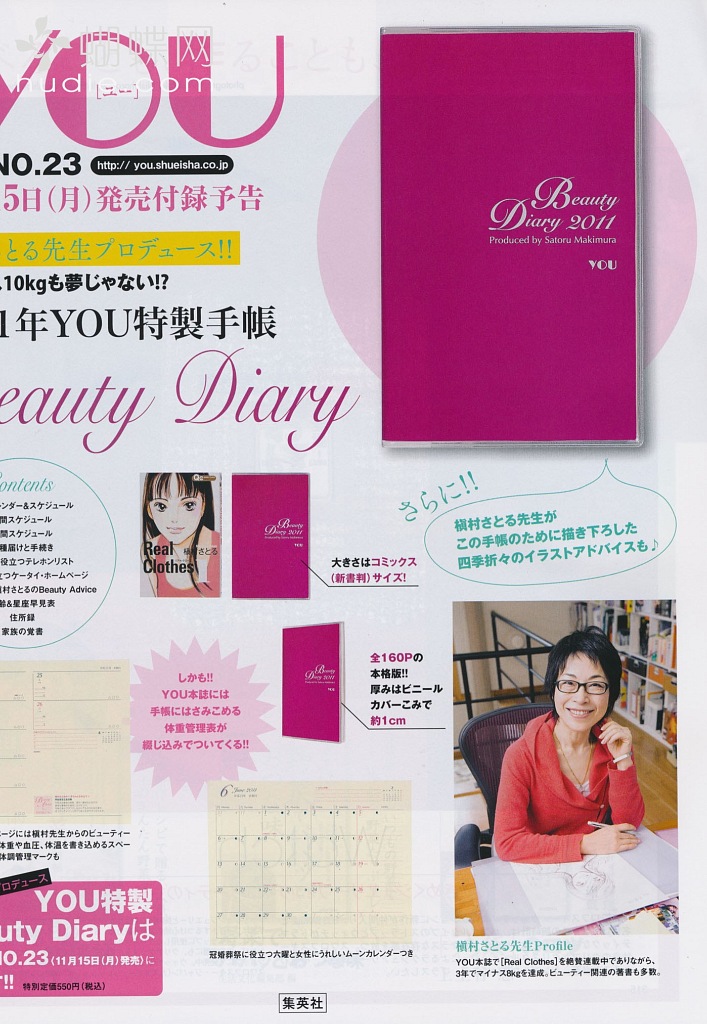 蝴蝶网
hudie.com
YOU
[ユー]
NO.23 http:// you.shueisha.co.jp
5日(月)発売付録予告
とる先生プロデュース!!
10kgも夢じゃない!?
1年YOU特製手帳
eauty Diary
Beauty
Diary 2011
Produced by Satoru Makimura
YOU
ontents
ンダー&スケジュール
間スケジュール
間スケジュール
種届けと手続き
役立つテレホンリスト
立つケータイ・ホームページ
村さとるのBeauty Advice
齢&星座早見表
住所録
家族の覚書
Real
Clothes
槇村さとる
Beauty
Diary 2011
大きさはコミックス
(新書判)サイズ!
さらに!!
槇村さとる先生が
この手帳のために描き下ろした
四季折々のイラストアドバイスも♪
しかも!!
YOU本誌には
手帳にはさみこめる
体重管理表が
綴じ込みでついてくる!!
Beauty
Diary 2011
YOU
全160Pの
本格版!!
厚みはビニール
カバーこみで
約1cm
ページには槇村先生からのビューティー
体重や血圧、体温を書き込めるスペー
体調管理マークも
6 June 2011
冠婚葬祭に役立つ六曜と女性にうれしいムーンカレンダーつき
プロデュース
YOU特製
uty Diaryは
O.23(11月15日(月)発売)に
!! 特別定価550円(税込)
槇村さとる先生Profile
YOU本誌で[Real Clothes]を絶賛連載中でありながら、
3年でマイナス8kgを達成。ビューティー関連の著書も多数。
集英社